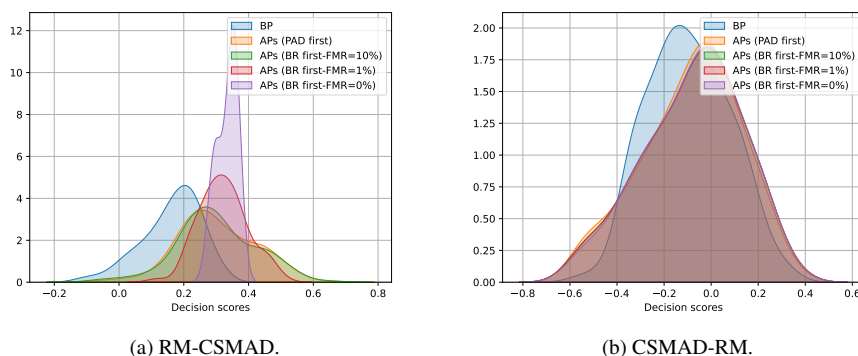 12
10
8
6
4
2
0
−0.2 0.0 0.2 0.4 0.6 0.8
Decision scores
BP
APs (PAD first)
APs (BR first-FMR=10%)
APs (BR first-FMR=1%)
APs (BR first-FMR=0%)
(a) RM-CSMAD.
2.00
1.75
1.50
1.25
1.00
0.75
0.50
0.25
0.00
−0.8 −0.6 −0.4 −0.2 0.0 0.2 0.4 0.6
Decision scores
BP
APs (PAD first)
APs (BR first-FMR=10%)
APs (BR first-FMR=1%)
APs (BR first-FMR=0%)
(b) CSMAD-RM.